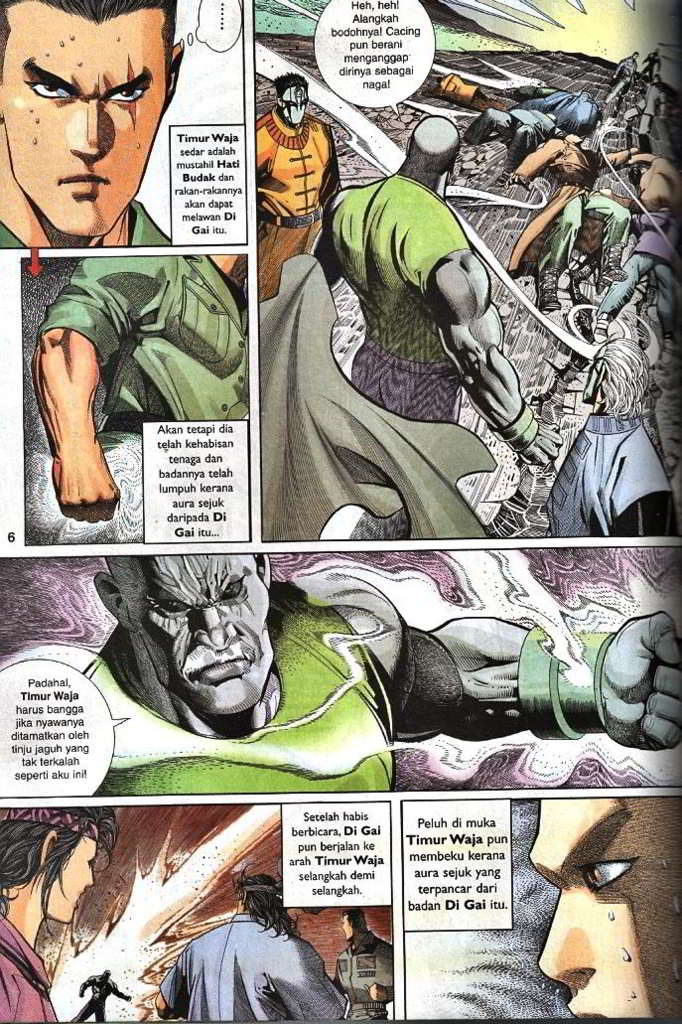 ......
Timur Waja
sedar adalah
mustahil Hati
Budak dan
rakan-rakannya
akan dapat
melawan Di
Gai itu.
Heh, heh!
Alangkah
bodohnya! Cacing
pun berani
menganggap
dirinya sebagai
naga!
Akan tetapi dia
telah kehabisan
tenaga dan
badannya telah
lumpuh kerana
aura sejuk
daripada Di
Gai itu...
6
Padahal,
Timur Waja
harus bangga
jika nyawanya
ditamatkan oleh
tinju jaguh yang
tak terkalah
seperti aku ini!
Setelah habis
berbicara, Di Gai
pun berjalan ke
arah Timur Waja
selangkah demi
selangkah.
Peluh di muka
Timur Waja pun
membeku kerana
aura sejuk yang
terpancar dari
badan Di Gai itu.